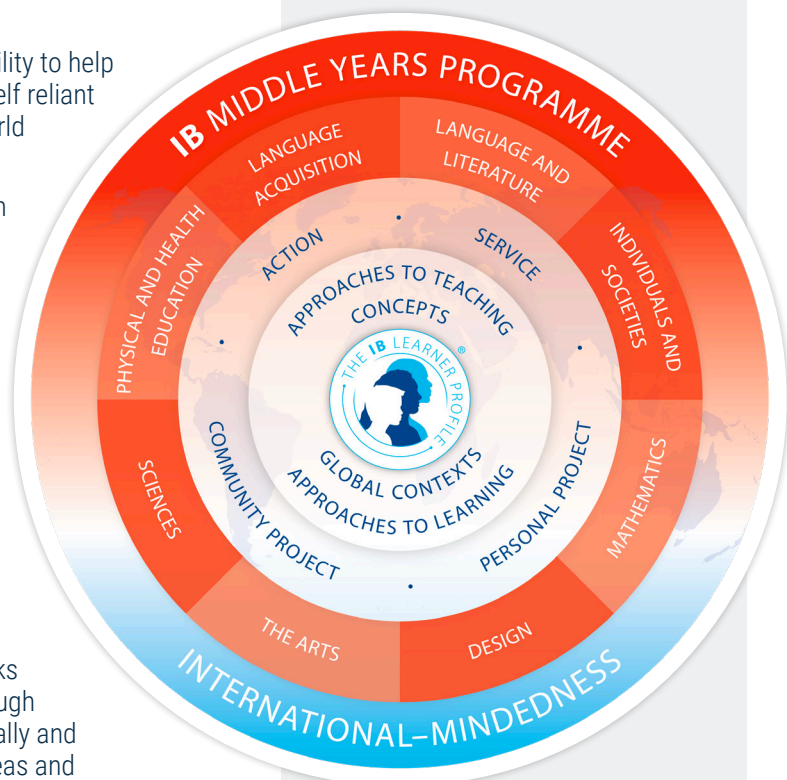 ility to help
elf reliant
rld
n
ks
ugh
ally and
eas and
IB MIDDLE YEARS PROGRAMME
LANGUAGE
ACQUISITION
LANGUAGE AND
LITERATURE
PHYSICAL AND HEALTH
EDUCATION
INDIVIDUALS AND
SOCIETIES
SCIENCES
MATHEMATICS
THE ARTS
DESIGN
ACTION
SERVICE
COMMUNITY PROJECT
PERSONAL PROJECT
APPROACHES TO TEACHING
CONCEPTS
THE IB LEARNER PROFILE ®
GLOBAL CONTEXTS
APPROACHES TO LEARNING
INTERNATIONAL–MINDEDNESS